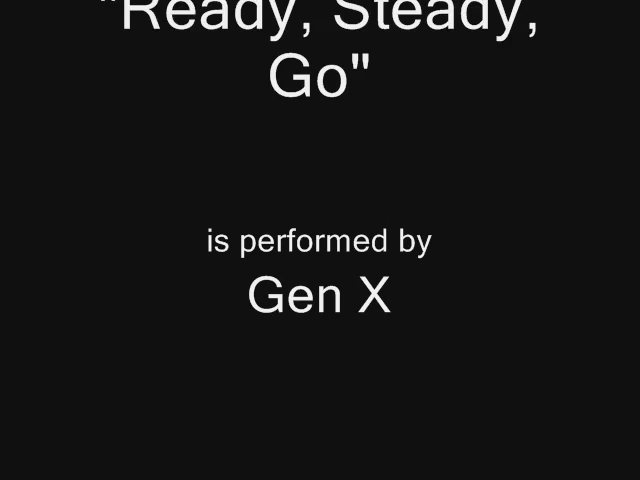 "Ready, Steady,
Go"
is performed by
Gen X